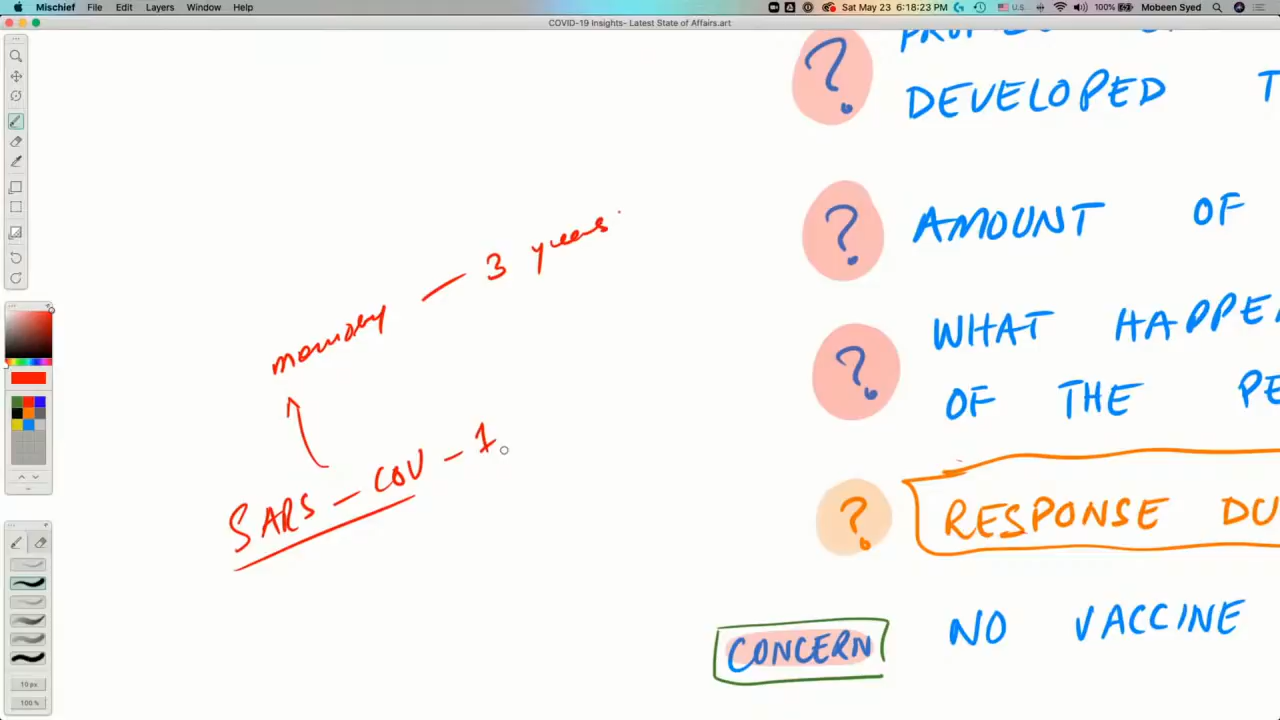 Mischief File Edit Layers Window Help
U.S. 100% Sat May 23 6:18:23 PM Mobeen Syed
COVID-19 Insights- Latest State of Affairs.art
?
DEVELOPED T
? AMOUNT OF
? WHAT HAPPE
OF THE PE
? RESPONSE DU
CONCERN NO VACCINE
memory — 3 years
SARS - COV - 1
10 px
100 %